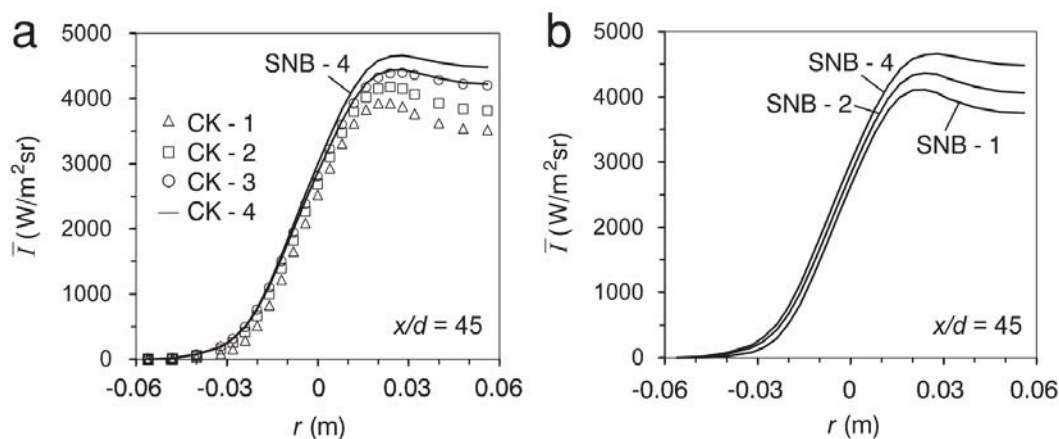 a
5000
4000
3000
2000
1000
0
Ī (W/m²sr)
SNB - 4
CK - 1
CK - 2
CK - 3
CK - 4
x/d = 45
-0.06
-0.03
0
0.03
0.06
r (m)
b
5000
4000
3000
2000
1000
0
Ī (W/m²sr)
SNB - 4
SNB - 2
SNB - 1
x/d = 45
-0.06
-0.03
0
0.03
0.06
r (m)